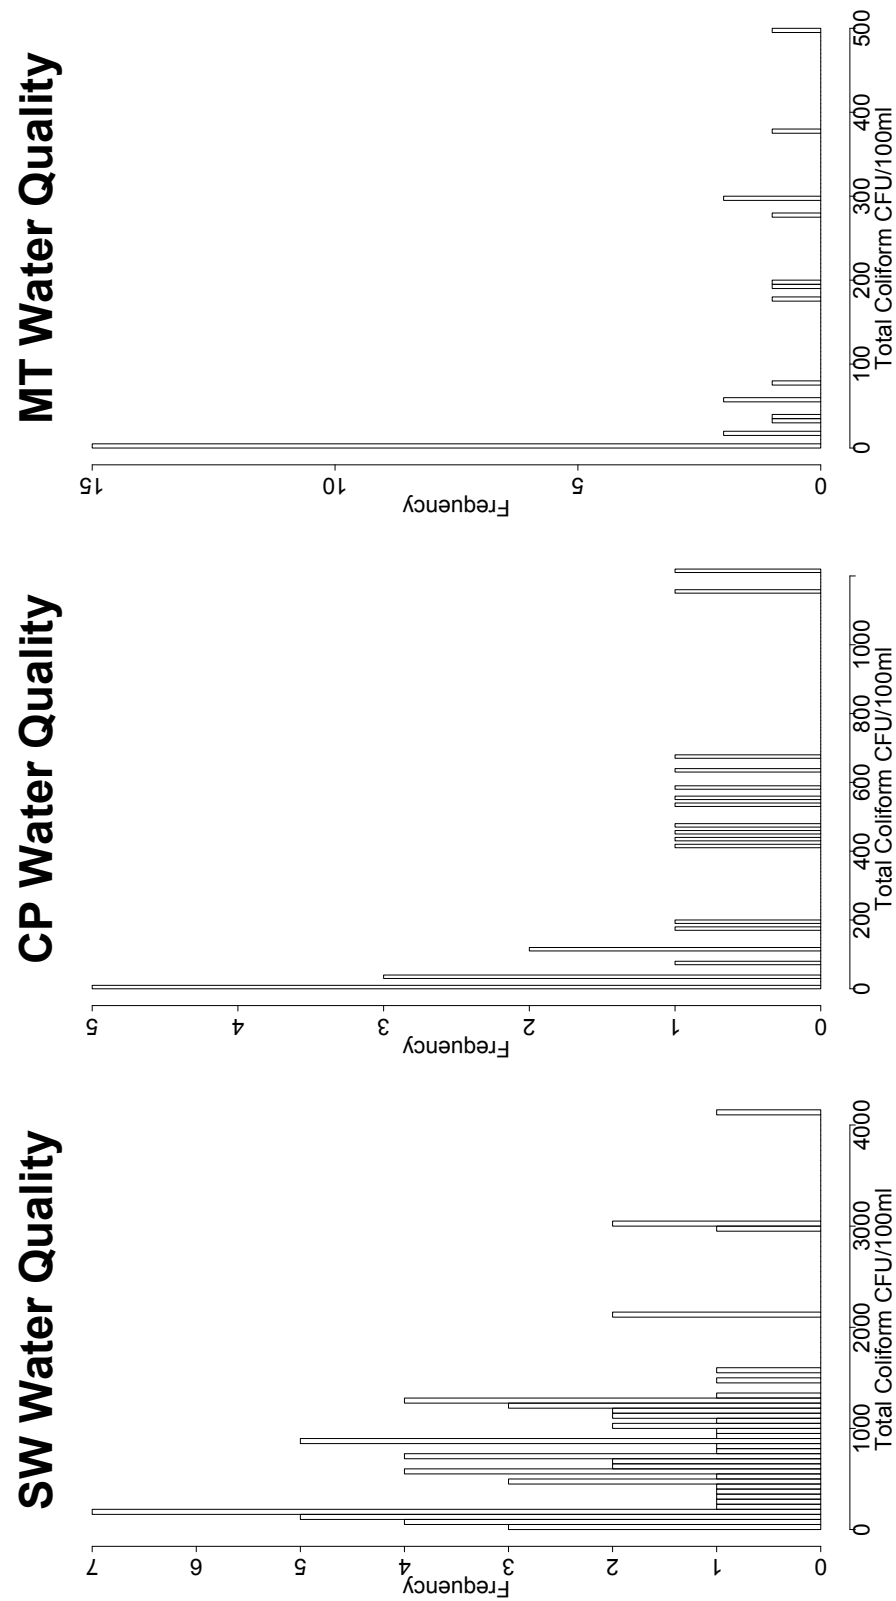 SW Water Quality
Frequency
0 1 2 3 4 5 6 7
0 1000 2000 3000 4000
Total Coliform CFU/100ml
CP Water Quality
Frequency
0 1 2 3 4 5
0 200 400 600 800 1000
Total Coliform CFU/100ml
MT Water Quality
Frequency
0 5 10 15
0 100 200 300 400 500
Total Coliform CFU/100ml